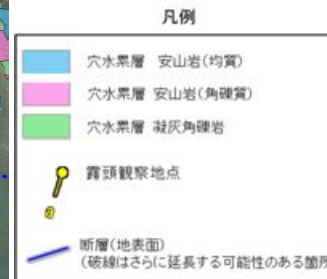 凡例
穴水累層 安山岩(均質)
穴水累層 安山岩(角礫質)
穴水累層 凝灰角礫岩
露頭観察地点
断層(地表面)
(破線はさらに延長する可能性のある箇所